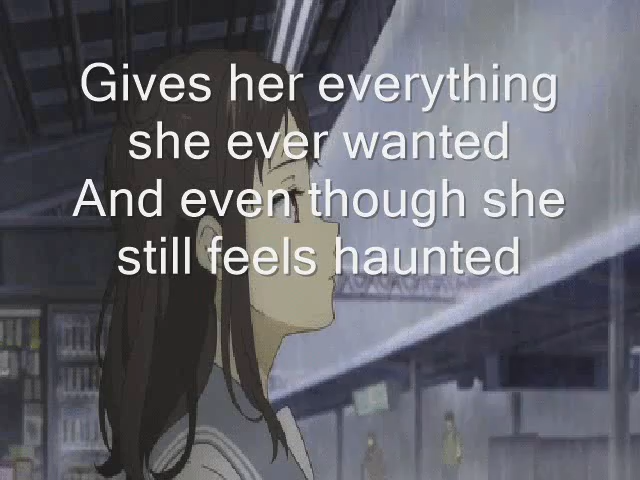 Gives her everything
she ever wanted
And even though she
still feels haunted